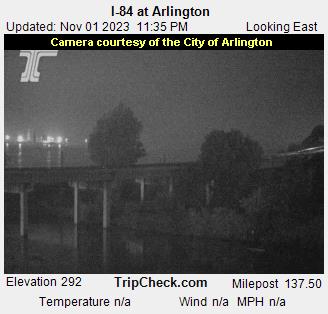 I-84 at Arlington
Updated: Nov 01 2023 11:35 PM Looking East
Camera courtesy of the City of Arlington
Elevation 292 TripCheck.com Milepost 137.50
Temperature n/a Wind n/a MPH n/a